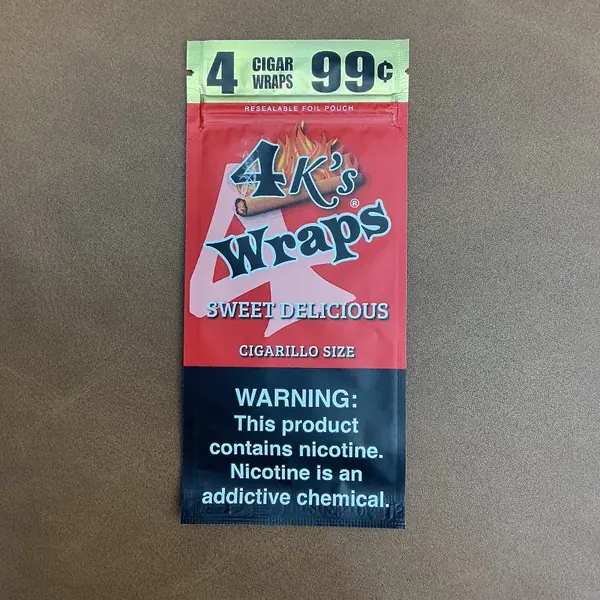 4 CIGAR WRAPS 99¢
RESEALABLE FOIL POUCH
4K's
Wraps®
SWEET DELICIOUS
CIGARILLO SIZE
WARNING:
This product
contains nicotine.
Nicotine is an
addictive chemical.